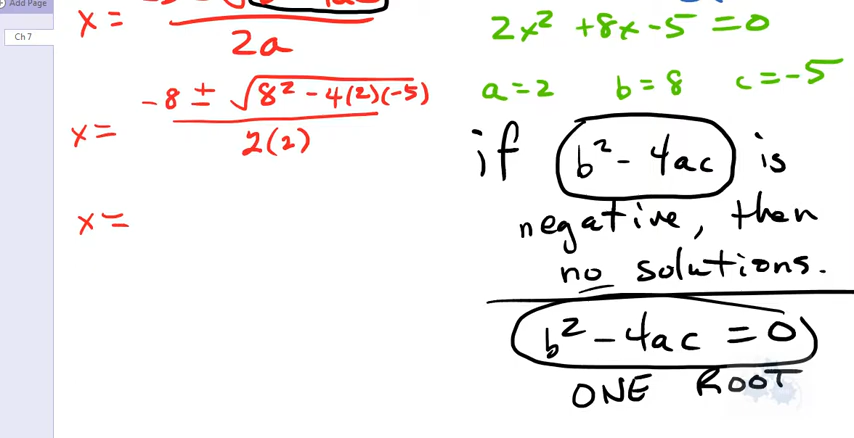 Add Page
Ch 7
x=
2a
2x² +8x-5=0
a=2 b=8 c=-5
x= -8 ± √8² - 4(2)(-5)
2(2)
x=
if b² - 4ac is
negative, then
no solutions.
b² - 4ac = 0
ONE ROOT